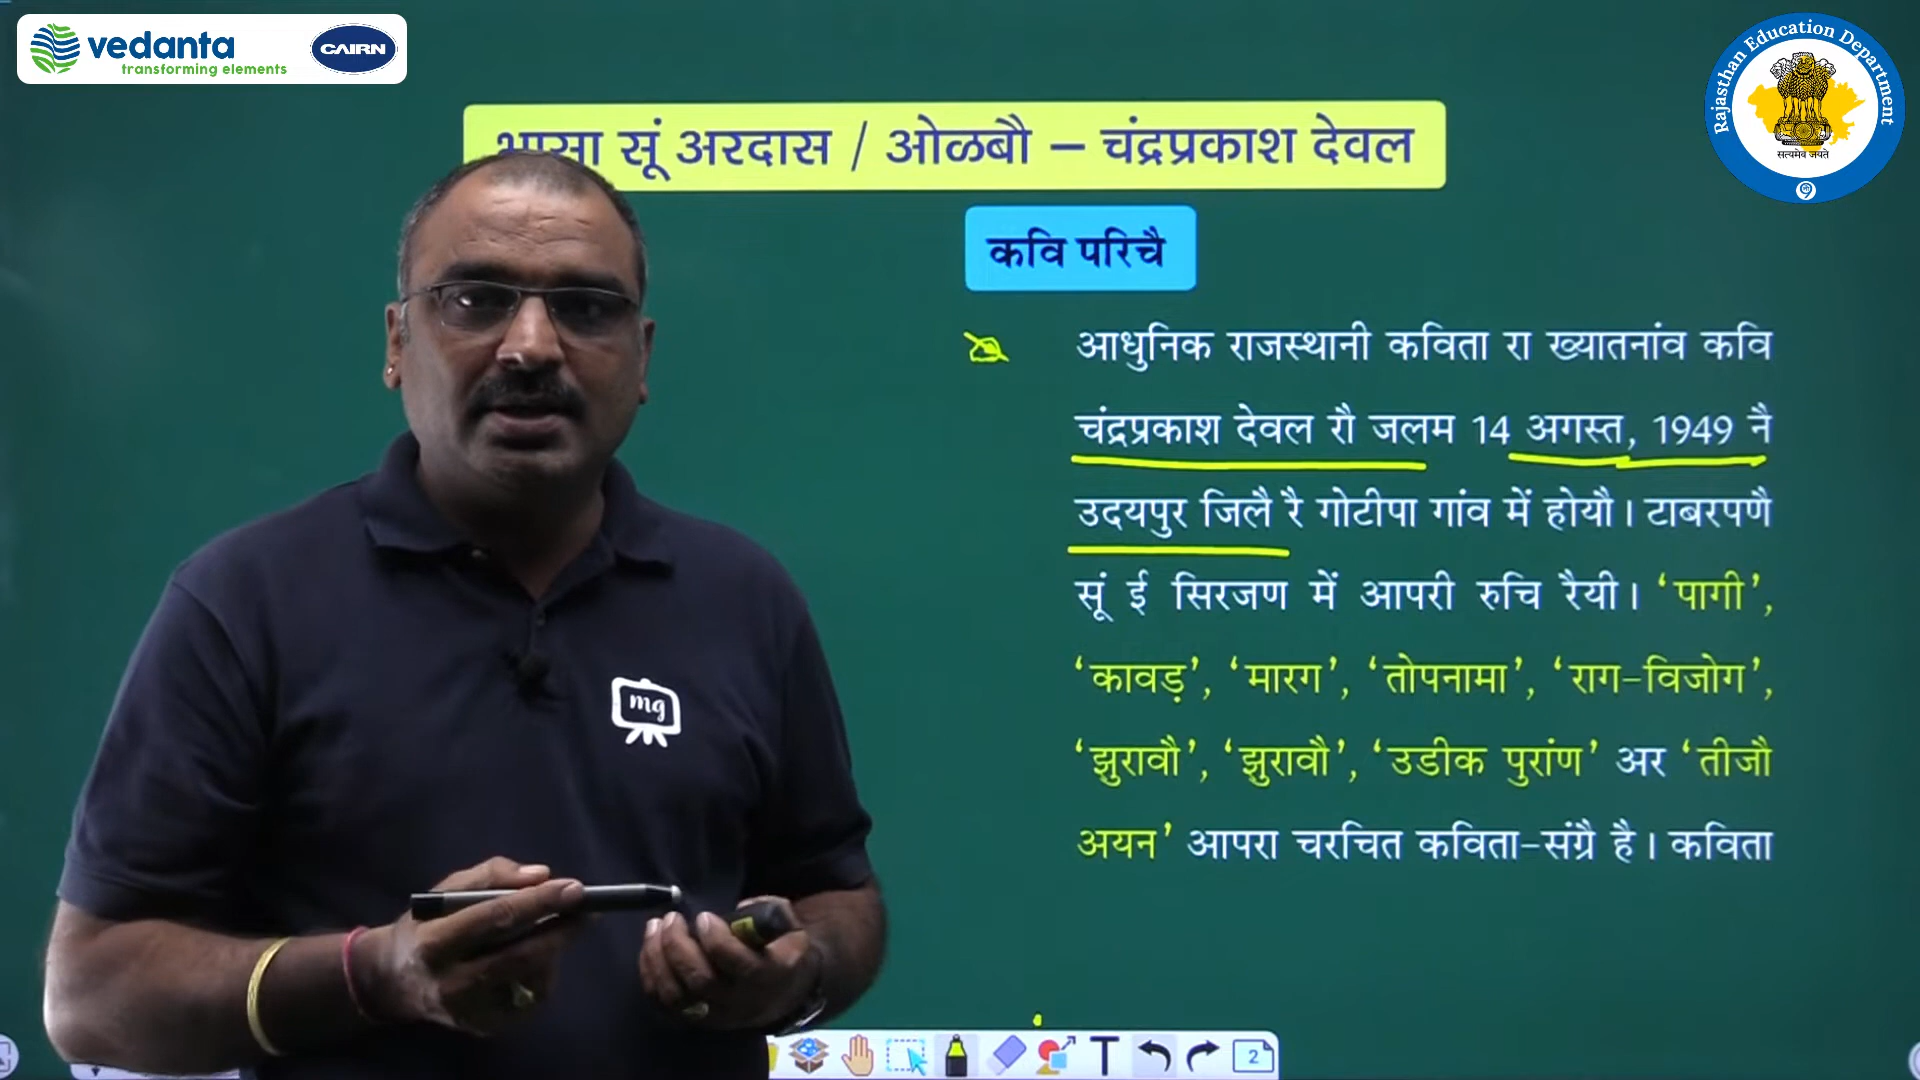 vedanta
transforming elements
CAIRN
Rajasthan Education Department
सत्यमेव जयते
भासा सूं अरदास / ओळबौ – चंद्रप्रकाश देवल
कवि परिचै
आधुनिक राजस्थानी कविता रा ख्यातनांव कवि
चंद्रप्रकाश देवल रौ जलम 14 अगस्त, 1949 नै
उदयपुर जिलै रै गोटीपा गांव में होयौ। टाबरपणै
सूं ई सिरजण में आपरी रुचि रैयी। ‘पागी’,
‘कावड़’, ‘मारग’, ‘तोपनामा’, ‘राग–विजोग’,
‘झुरावौ’, ‘झुरावौ’, ‘उडीक पुरांण’ अर ‘तीजौ
अयन’ आपरा चरचित कविता–संग्रै है। कविता
mg
T
2